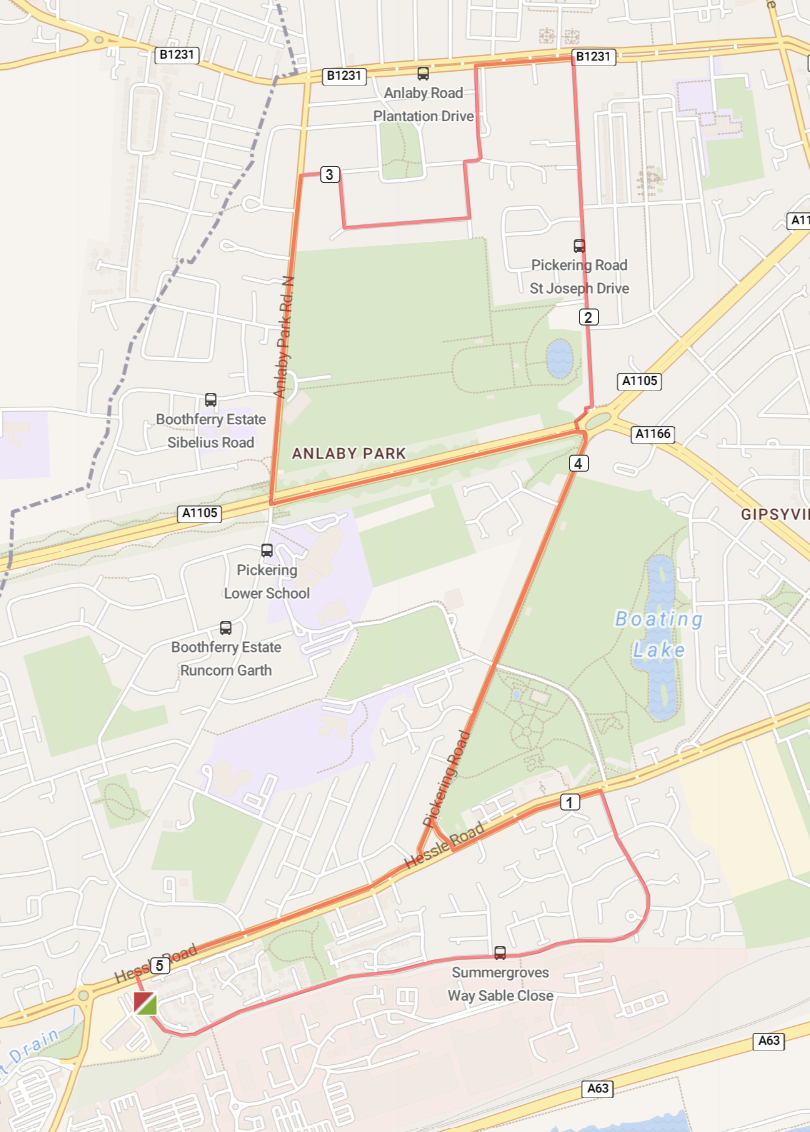 B1231
B1231
B1231
Anlaby Road
Plantation Drive
3
A11
Pickering Road
St Joseph Drive
Anlaby Park Rd. N
2
A1105
Boothferry Estate
Sibelius Road
A1166
ANLABY PARK
4
A1105
GIPSYVI
Pickering
Lower School
Boating
Lake
Boothferry Estate
Runcorn Garth
Pickering Road
1
Hessle Road
Hessle Road
5
Summergroves
Way Sable Close
t Drain
A63
A63